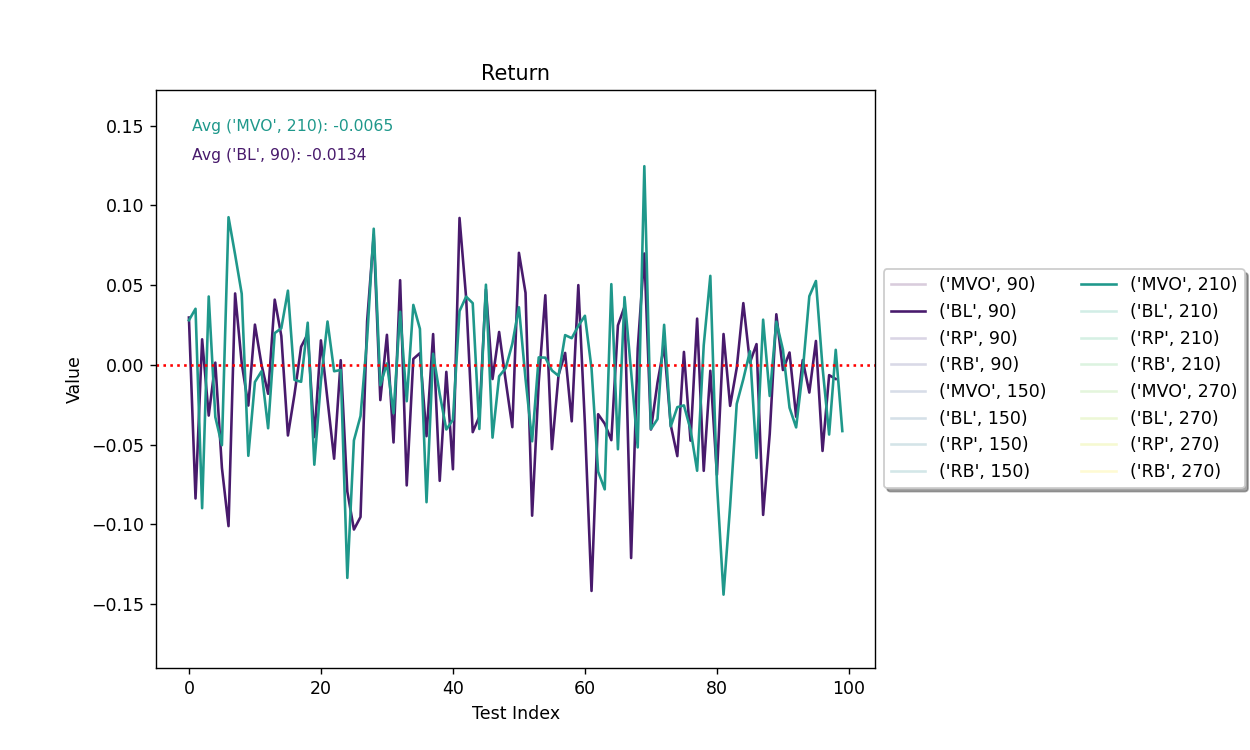 Return
Avg ('MVO', 210): -0.0065
Avg ('BL', 90): -0.0134
0.15
0.10
0.05
0.00
−0.05
−0.10
−0.15
Value
0 20 40 60 80 100
Test Index
('MVO', 90) ('MVO', 210)
('BL', 90) ('BL', 210)
('RP', 90) ('RP', 210)
('RB', 90) ('RB', 210)
('MVO', 150) ('MVO', 270)
('BL', 150) ('BL', 270)
('RP', 150) ('RP', 270)
('RB', 150) ('RB', 270)